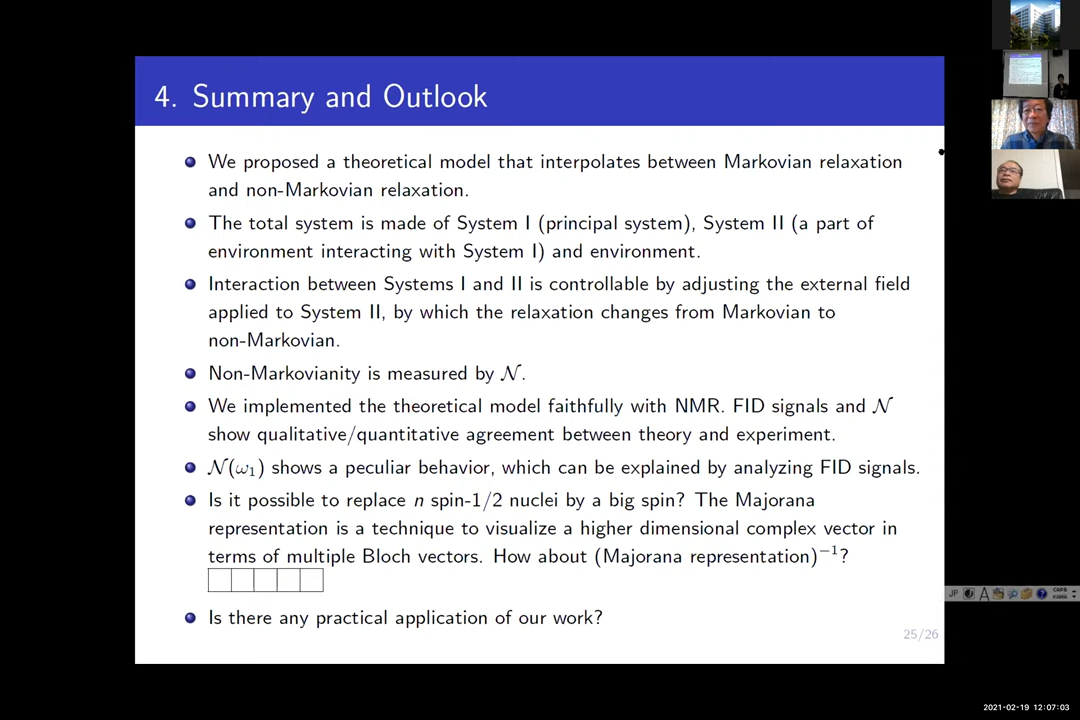 4. Summary and Outlook
We proposed a theoretical model that interpolates between Markovian relaxation
and non-Markovian relaxation.
The total system is made of System I (principal system), System II (a part of
environment interacting with System I) and environment.
Interaction between Systems I and II is controllable by adjusting the external field
applied to System II, by which the relaxation changes from Markovian to
non-Markovian.
Non-Markovianity is measured by 𝒩.
We implemented the theoretical model faithfully with NMR. FID signals and 𝒩
show qualitative/quantitative agreement between theory and experiment.
𝒩(ω₁) shows a peculiar behavior, which can be explained by analyzing FID signals.
Is it possible to replace n spin-1/2 nuclei by a big spin? The Majorana
representation is a technique to visualize a higher dimensional complex vector in
terms of multiple Bloch vectors. How about (Majorana representation)⁻¹?
Is there any practical application of our work?
25/26
JP A CAPS
KANA
2021-02-19 12:07:03